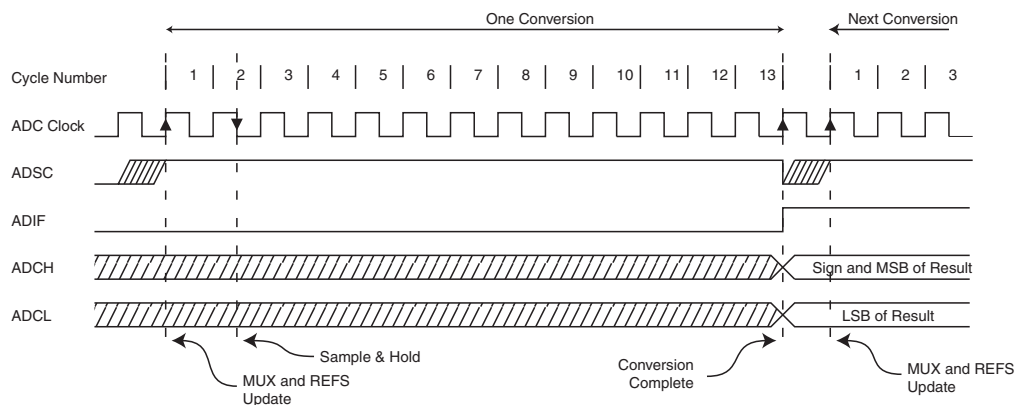 One Conversion
Next Conversion
Cycle Number
1 2 3 4 5 6 7 8 9 10 11 12 13 1 2 3
ADC Clock
ADSC
ADIF
ADCH
Sign and MSB of Result
ADCL
LSB of Result
Sample & Hold
MUX and REFS
Update
Conversion
Complete
MUX and REFS
Update